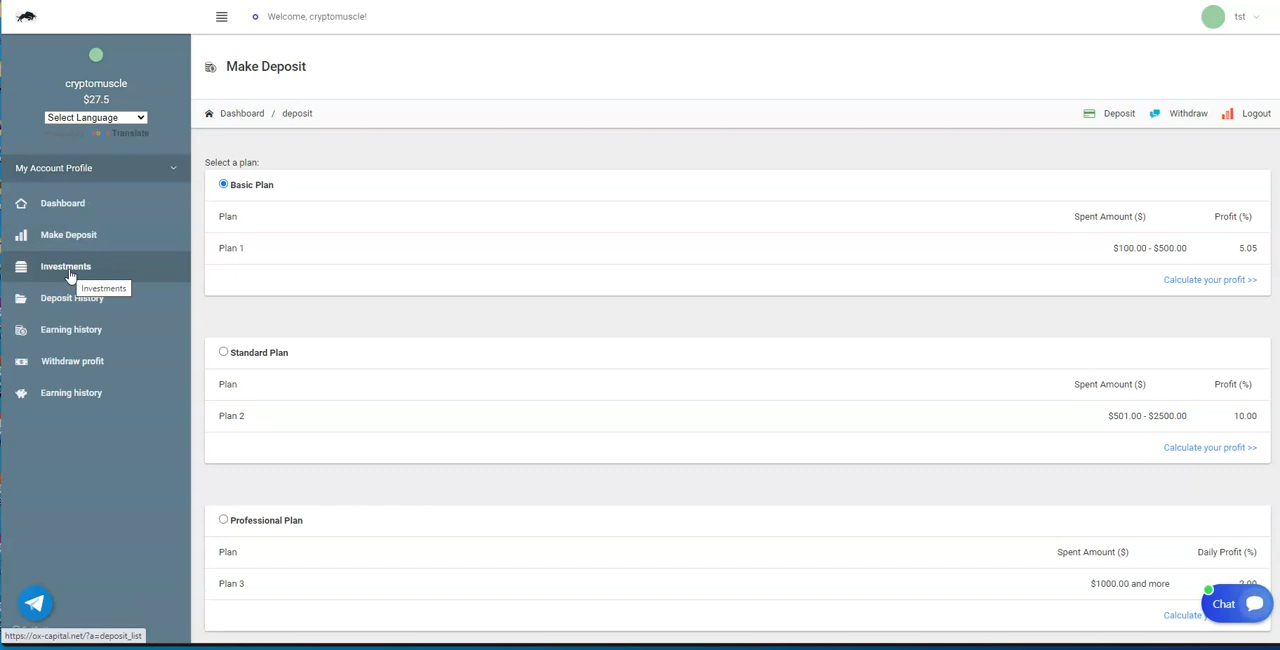 Welcome, cryptomuscle!
tst
cryptomuscle
$27.5
Select Language
Translate
My Account Profile
Dashboard
Make Deposit
Investments
Investments
Deposit History
Earning history
Withdraw profit
Earning history
https://ox-capital.net/?a=deposit_list
Make Deposit
Dashboard / deposit
Deposit Withdraw Logout
Select a plan:
Basic Plan
Plan Spent Amount ($) Profit (%)
Plan 1 $100.00 - $500.00 5.05
Calculate your profit >>
Standard Plan
Plan Spent Amount ($) Profit (%)
Plan 2 $501.00 - $2500.00 10.00
Calculate your profit >>
Professional Plan
Plan Spent Amount ($) Daily Profit (%)
Plan 3 $1000.00 and more
Calculate
Chat